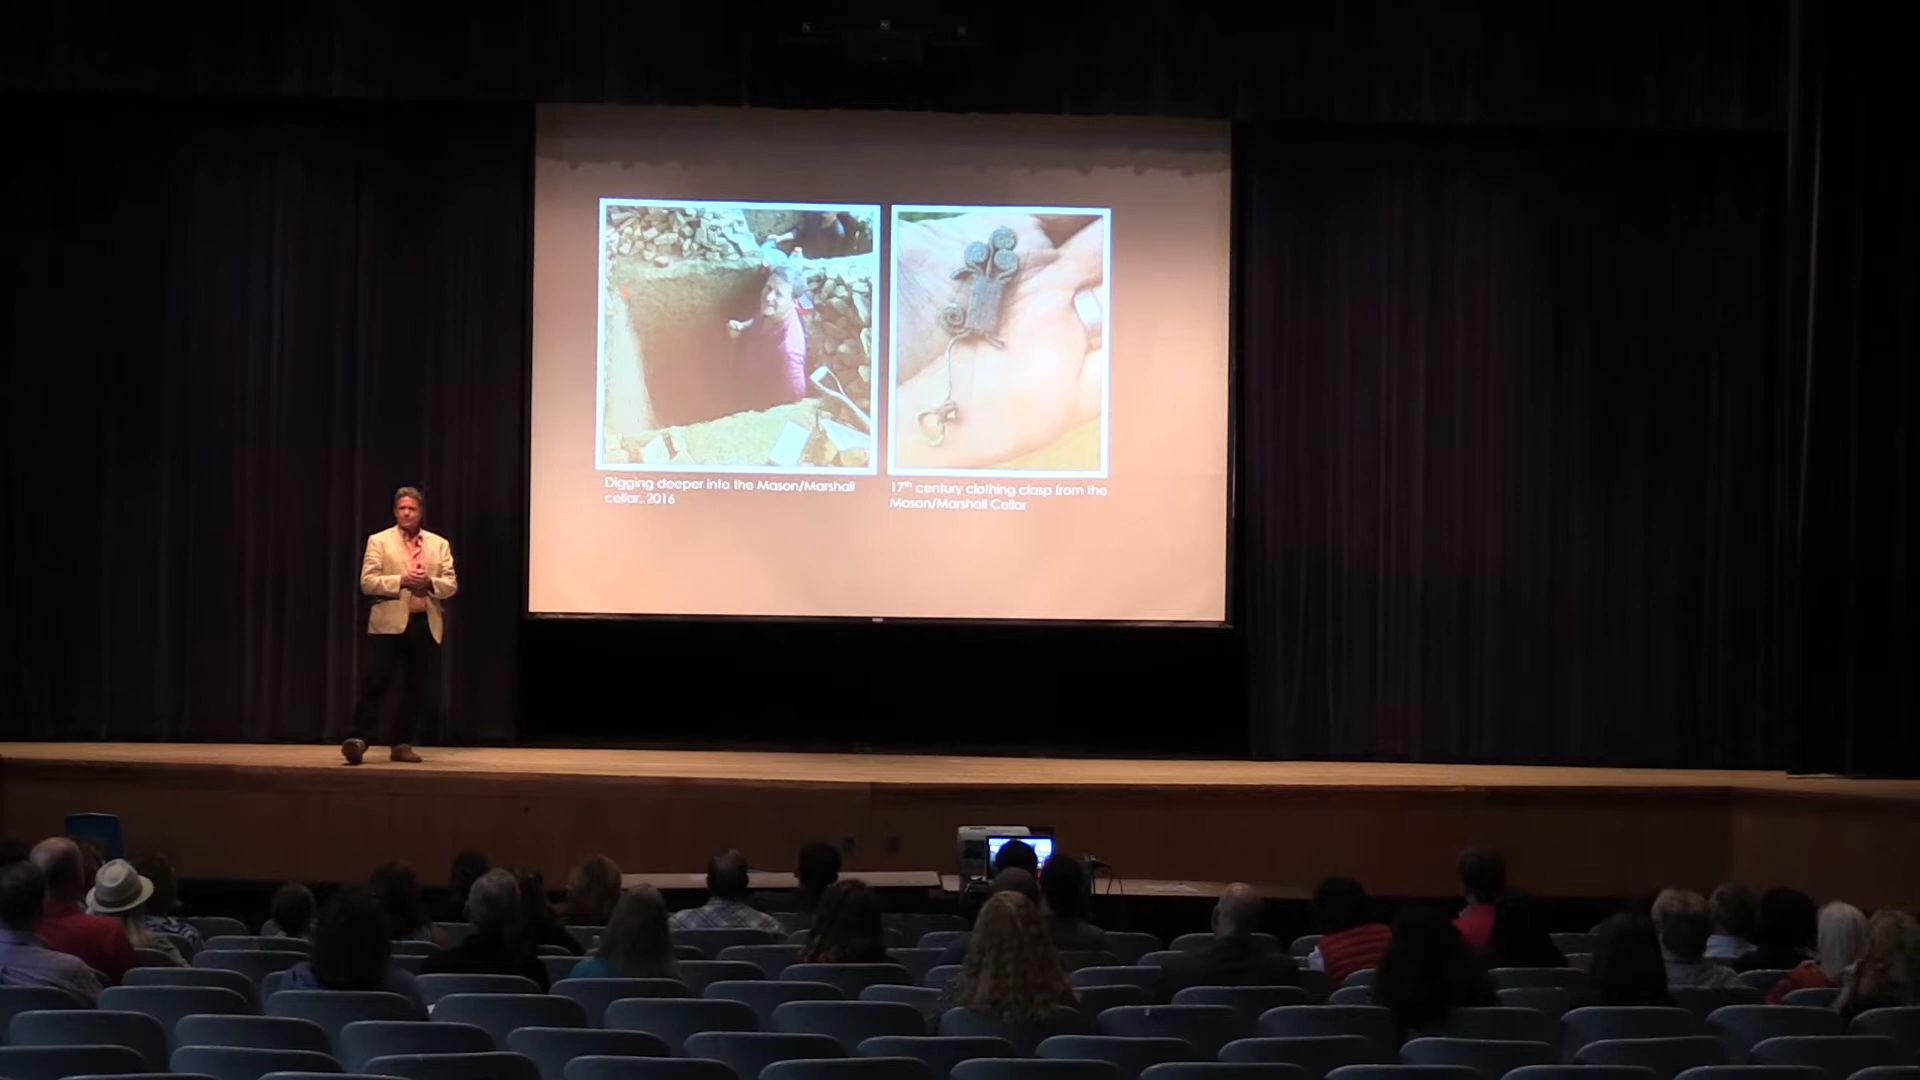 Digging deeper into the Mason/Marshall
cellar, 2016
17th century clothing clasp from the
Mason/Marshall Cellar